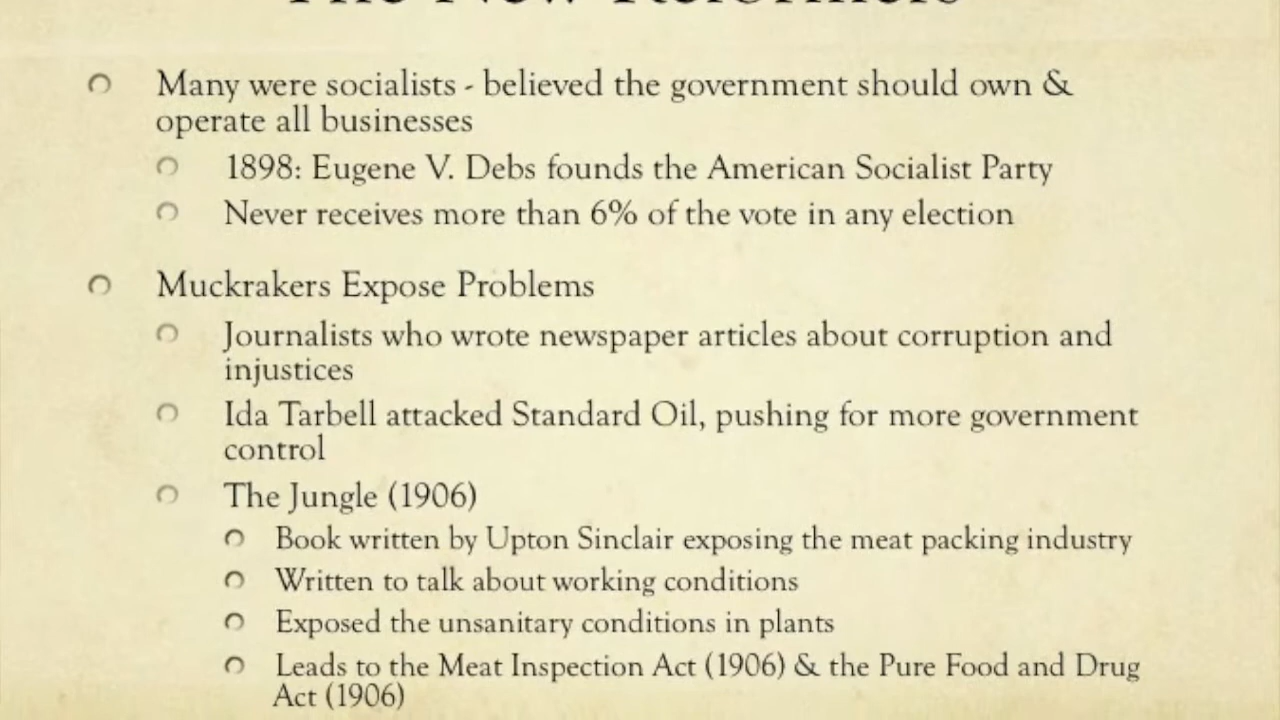 The New Reformers
Many were socialists - believed the government should own &
operate all businesses
1898: Eugene V. Debs founds the American Socialist Party
Never receives more than 6% of the vote in any election
Muckrakers Expose Problems
Journalists who wrote newspaper articles about corruption and
injustices
Ida Tarbell attacked Standard Oil, pushing for more government
control
The Jungle (1906)
Book written by Upton Sinclair exposing the meat packing industry
Written to talk about working conditions
Exposed the unsanitary conditions in plants
Leads to the Meat Inspection Act (1906) & the Pure Food and Drug
Act (1906)